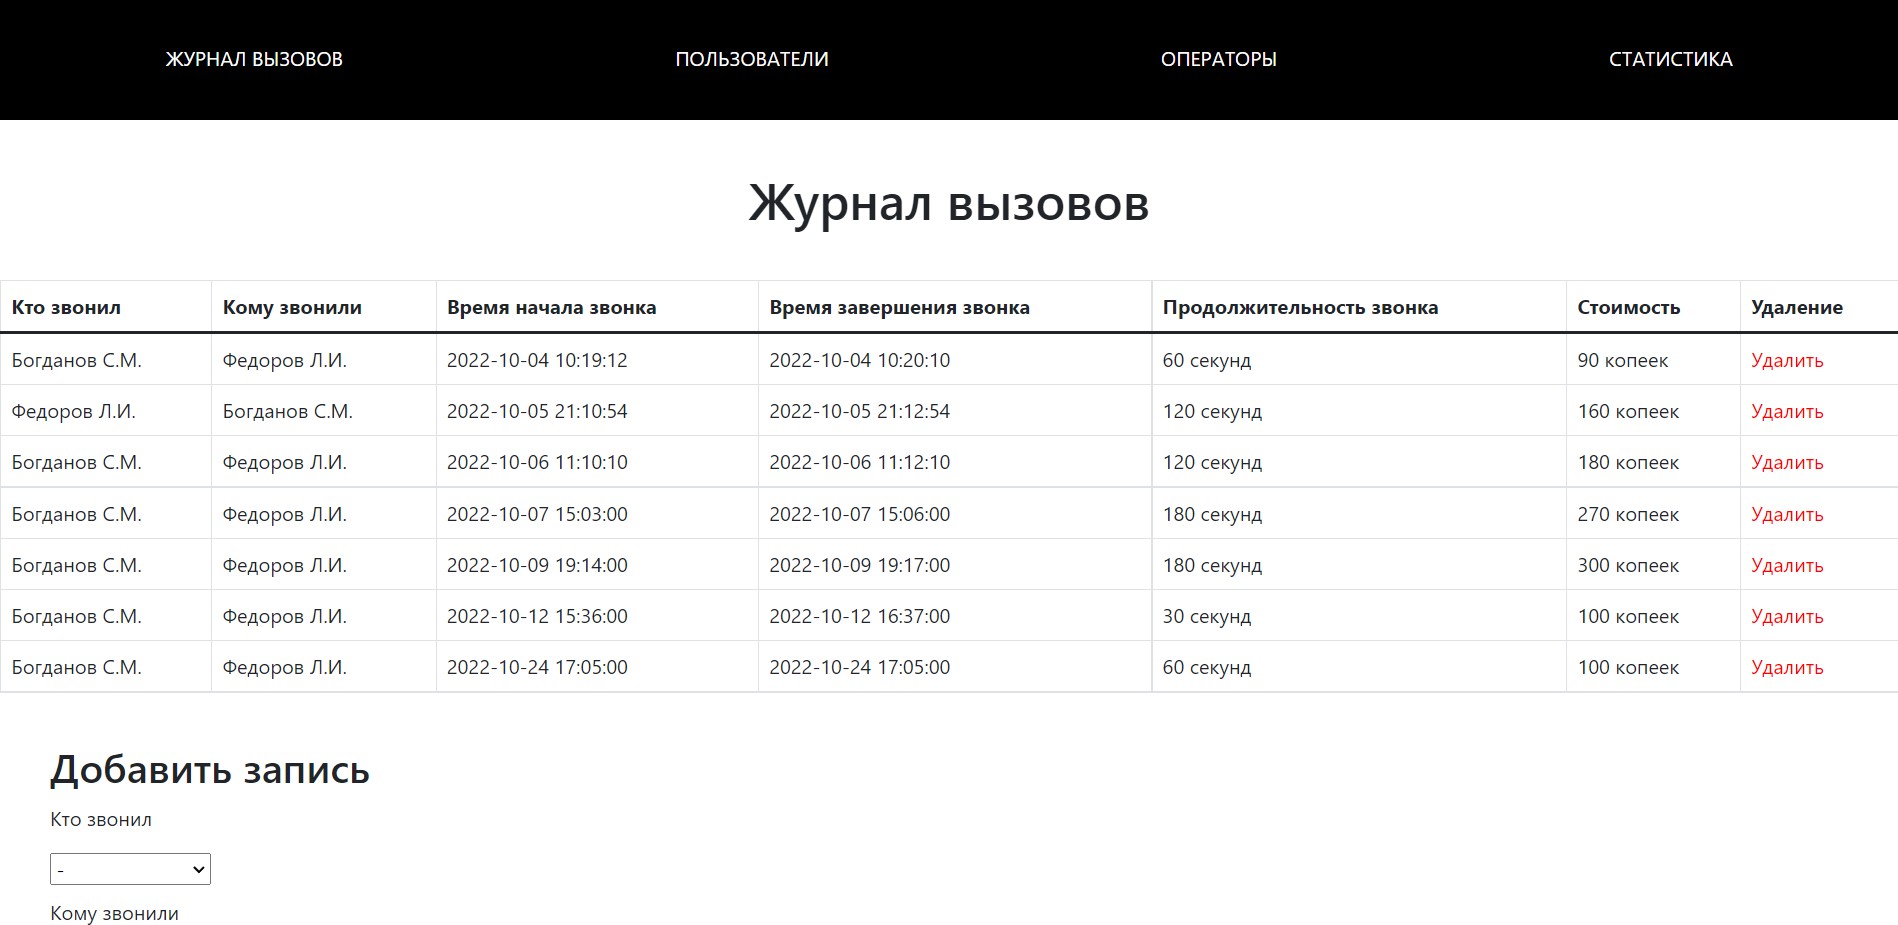 ЖУРНАЛ ВЫЗОВОВ ПОЛЬЗОВАТЕЛИ ОПЕРАТОРЫ СТАТИСТИКА
Журнал вызовов
Кто звонил Кому звонили Время начала звонка Время завершения звонка Продолжительность звонка Стоимость Удаление
Богданов С.М. Федоров Л.И. 2022-10-04 10:19:12 2022-10-04 10:20:10 60 секунд 90 копеек Удалить
Федоров Л.И. Богданов С.М. 2022-10-05 21:10:54 2022-10-05 21:12:54 120 секунд 160 копеек Удалить
Богданов С.М. Федоров Л.И. 2022-10-06 11:10:10 2022-10-06 11:12:10 120 секунд 180 копеек Удалить
Богданов С.М. Федоров Л.И. 2022-10-07 15:03:00 2022-10-07 15:06:00 180 секунд 270 копеек Удалить
Богданов С.М. Федоров Л.И. 2022-10-09 19:14:00 2022-10-09 19:17:00 180 секунд 300 копеек Удалить
Богданов С.М. Федоров Л.И. 2022-10-12 15:36:00 2022-10-12 16:37:00 30 секунд 100 копеек Удалить
Богданов С.М. Федоров Л.И. 2022-10-24 17:05:00 2022-10-24 17:05:00 60 секунд 100 копеек Удалить
Добавить запись
Кто звонил
-
Кому звонили